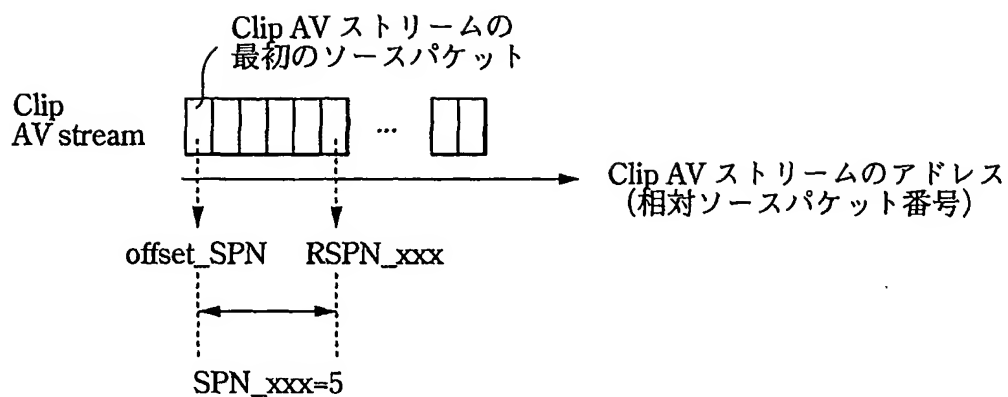 Clip AV ストリームの
最初のソースパケット
Clip
AV stream
...
Clip AV ストリームのアドレス
(相対ソースパケット番号)
offset_SPN RSPN_xxx
SPN_xxx=5